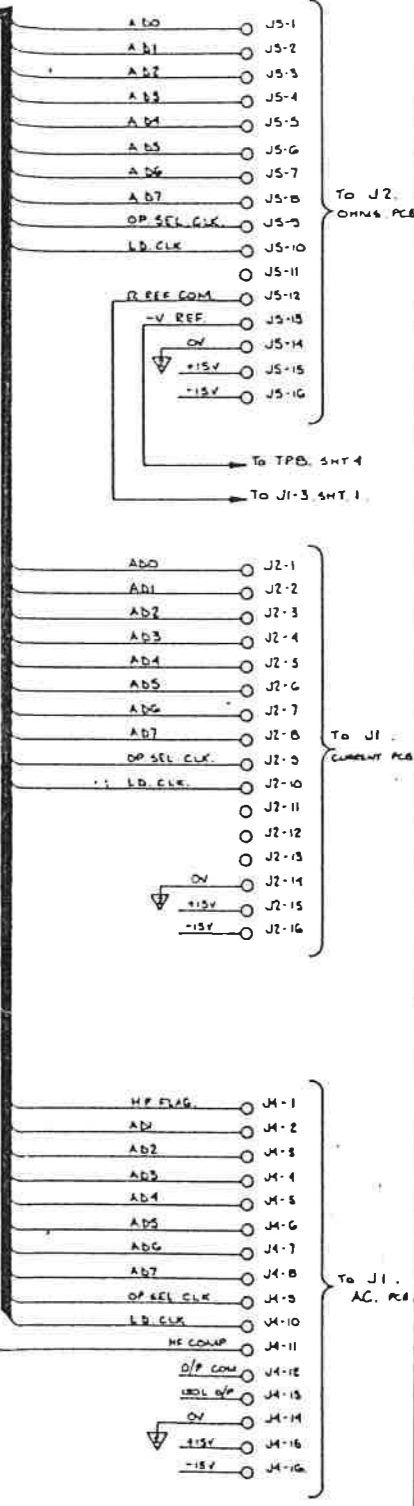 AD0 J5-1
AD1 J5-2
AD2 J5-3
AD3 J5-4
AD4 J5-5
AD5 J5-6
AD6 J5-7
AD7 J5-8
OP SEL CLK. J5-9
LD CLK J5-10
J5-11
Ω REF COM. J5-12
-V REF. J5-13
0V J5-14
+15V J5-15
-15V J5-16
TO J2.
OHMS PCB
TO TPB. SHT 4
TO J1-3 SHT 1.
AD0 J2-1
AD1 J2-2
AD2 J2-3
AD3 J2-4
AD4 J2-5
AD5 J2-6
AD6 J2-7
AD7 J2-8
OP SEL CLK. J2-9
LD. CLK. J2-10
J2-11
J2-12
J2-13
0V J2-14
+15V J2-15
-15V J2-16
TO J1.
CURRENT PCB
HF FLAG. J4-1
AD1 J4-2
AD2 J4-3
AD3 J4-4
AD4 J4-5
AD5 J4-6
AD6 J4-7
AD7 J4-8
OP SEL CLK J4-9
LD CLK J4-10
HF COMP J4-11
O/P COM J4-12
ISOL O/P J4-13
0V J4-14
+15V J4-15
-15V J4-16
TO J1.
AC. PCB.